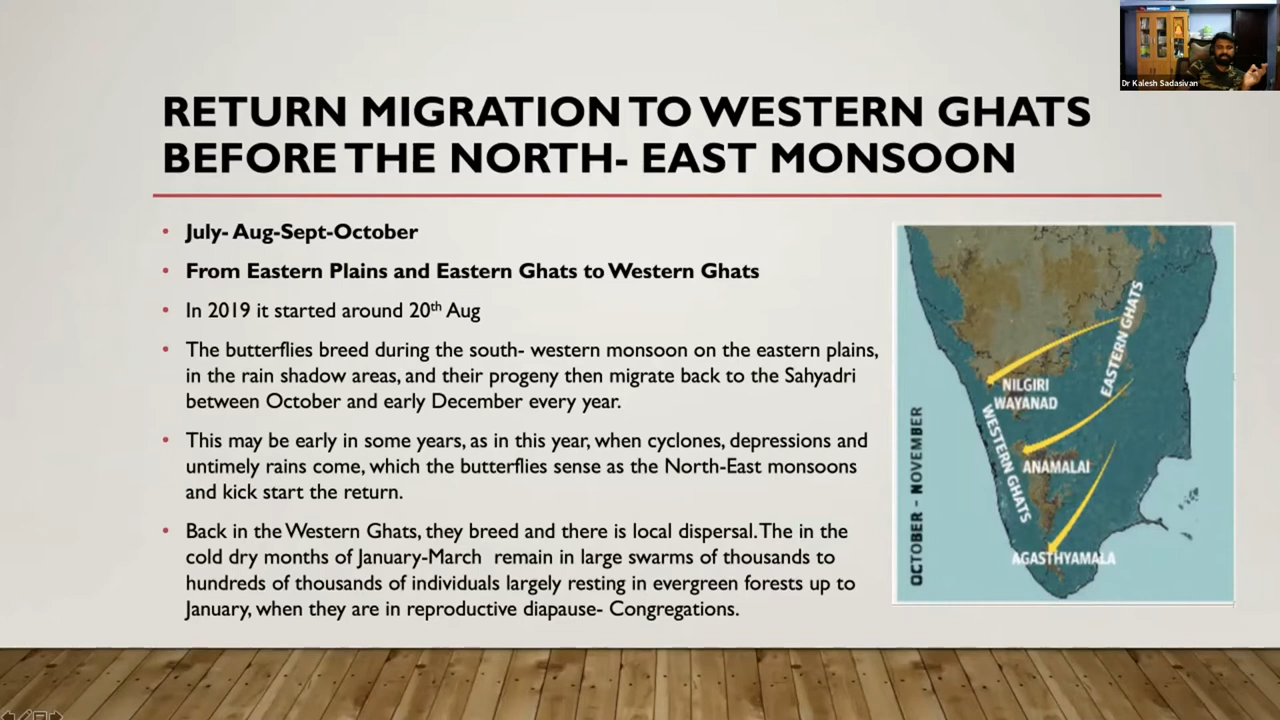 Dr Kalesh Sadasivan
RETURN MIGRATION TO WESTERN GHATS
BEFORE THE NORTH- EAST MONSOON
July- Aug-Sept-October
From Eastern Plains and Eastern Ghats to Western Ghats
In 2019 it started around 20th Aug
The butterflies breed during the south- western monsoon on the eastern plains,
in the rain shadow areas, and their progeny then migrate back to the Sahyadri
between October and early December every year.
This may be early in some years, as in this year, when cyclones, depressions and
untimely rains come, which the butterflies sense as the North-East monsoons
and kick start the return.
Back in the Western Ghats, they breed and there is local dispersal. The in the
cold dry months of January-March remain in large swarms of thousands to
hundreds of thousands of individuals largely resting in evergreen forests up to
January, when they are in reproductive diapause- Congregations.
EASTERN GHATS
NILGIRI
WAYANAD
WESTERN GHATS
ANAMALAI
AGASTHYAMALA
OCTOBER - NOVEMBER